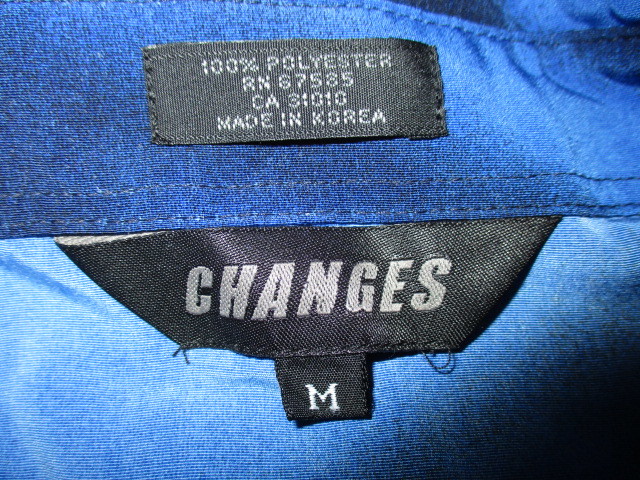 100% POLYESTER
RN 67535
CA 31010
MADE IN KOREA
CHANGES
M